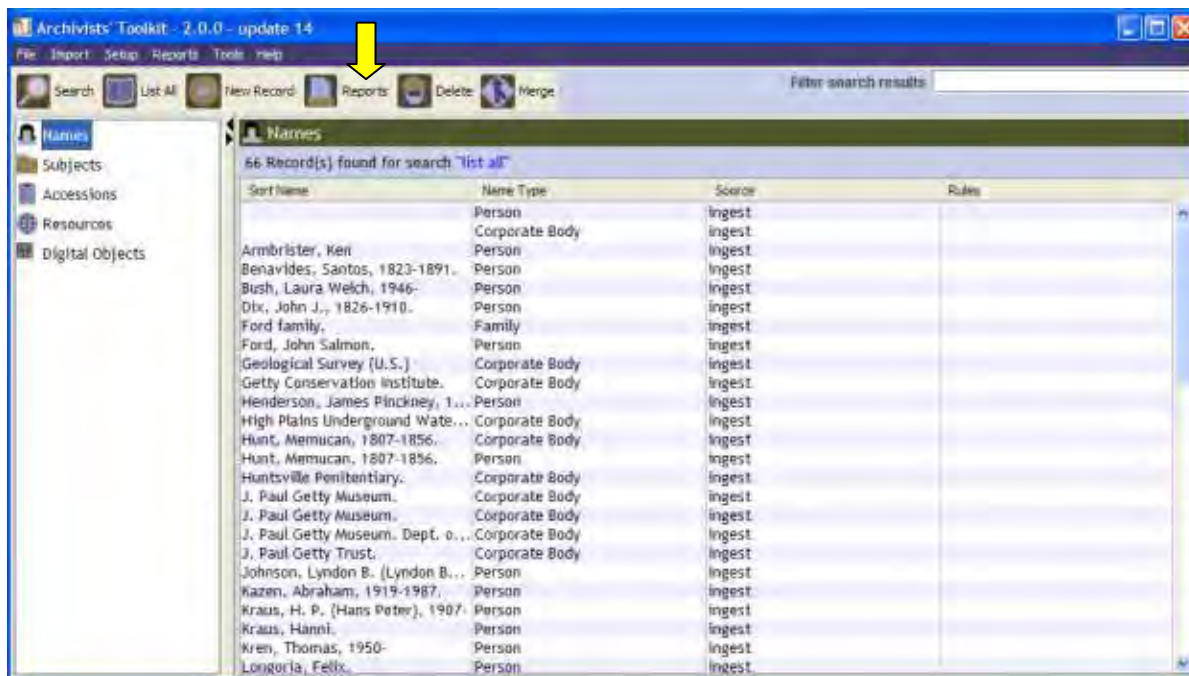 Archivists' Toolkit - 2.0.0 - update 14
File Import Setup Reports Tools Help
Search List All New Record Reports Delete Merge Filter search results
Names
Subjects
Accessions
Resources
Digital Objects
Names
66 Record(s) found for search "list all"
Sort Name Name Type Source Rules
Person ingest
Corporate Body ingest
Armbrister, Ken Person ingest
Benavides, Santos, 1823-1891. Person ingest
Bush, Laura Welch, 1946- Person ingest
Dix, John J., 1826-1910. Person ingest
Ford family. Family ingest
Ford, John Salmon. Person ingest
Geological Survey (U.S.) Corporate Body ingest
Getty Conservation Institute. Corporate Body ingest
Henderson, James Pinckney, 1... Person ingest
High Plains Underground Wate... Corporate Body ingest
Hunt, Memucan, 1807-1856. Corporate Body ingest
Hunt, Memucan, 1807-1856. Person ingest
Huntsville Penitentiary. Corporate Body ingest
J. Paul Getty Museum. Corporate Body ingest
J. Paul Getty Museum. Corporate Body ingest
J. Paul Getty Museum. Dept. o... Corporate Body ingest
J. Paul Getty Trust. Corporate Body ingest
Johnson, Lyndon B. (Lyndon B... Person ingest
Kazen, Abraham, 1919-1987. Person ingest
Kraus, H. P. (Hans Peter), 1907- Person ingest
Kraus, Hanni. Person ingest
Kren, Thomas, 1950- Person ingest
Longoria, Felix. Person ingest